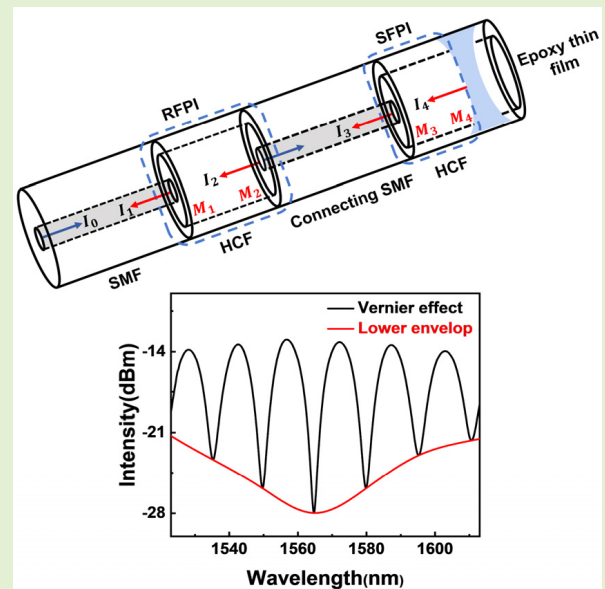 SFPI
Epoxy thin
film
RFPI
I4
M3 M4
I3
HCF
I2
M2
Connecting SMF
I0 I1
M1
HCF
SMF
Vernier effect
Lower envelop
Intensity(dBm)
-14
-21
-28
1540 1560 1580 1600
Wavelength(nm)